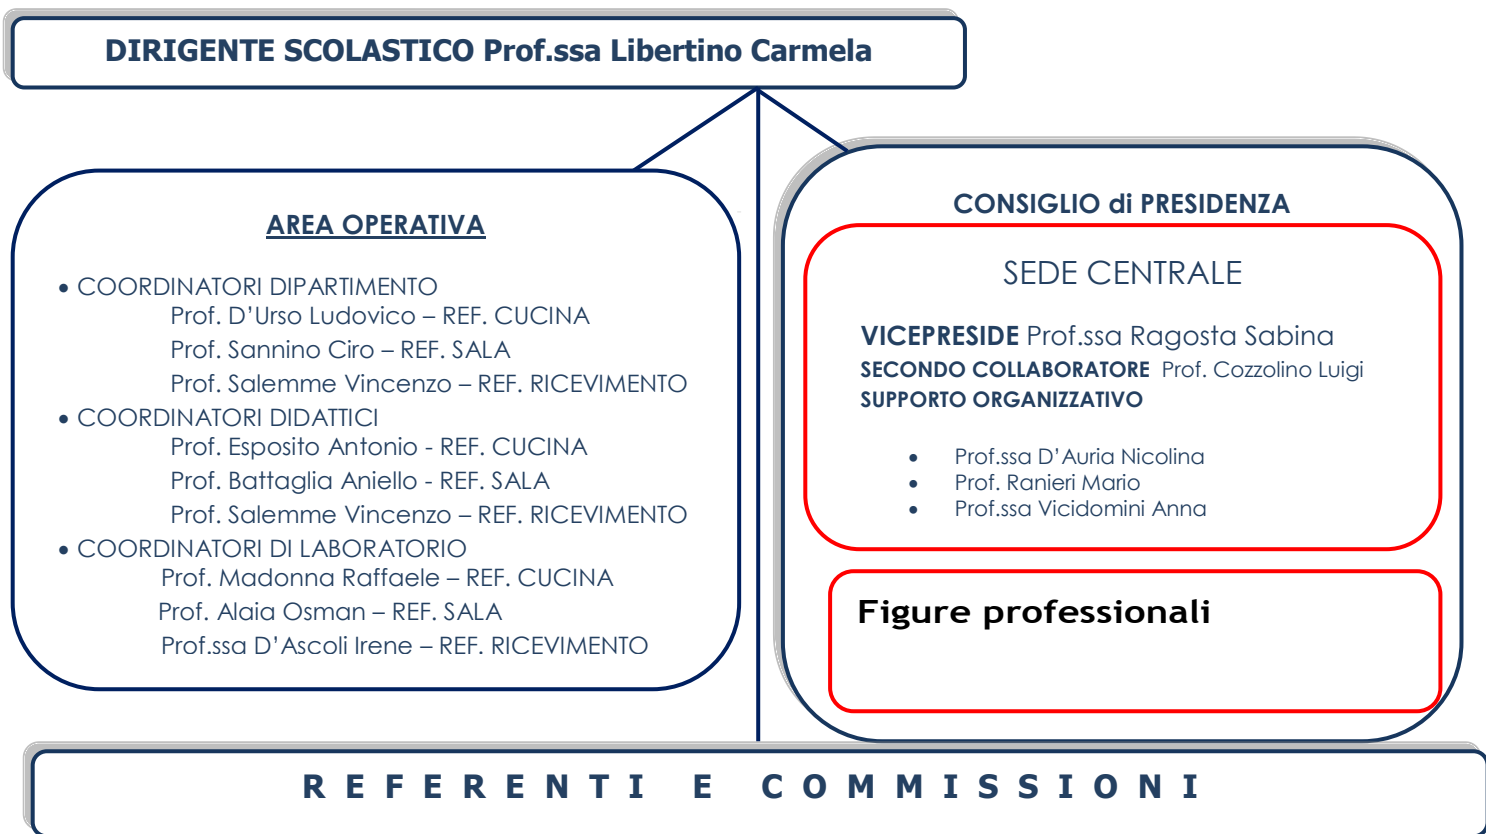 DIRIGENTE SCOLASTICO Prof.ssa Libertino Carmela
AREA OPERATIVA
• COORDINATORI DIPARTIMENTO
Prof. D’Urso Ludovico – REF. CUCINA
Prof. Sannino Ciro – REF. SALA
Prof. Salemme Vincenzo – REF. RICEVIMENTO
• COORDINATORI DIDATTICI
Prof. Esposito Antonio - REF. CUCINA
Prof. Battaglia Aniello - REF. SALA
Prof. Salemme Vincenzo – REF. RICEVIMENTO
• COORDINATORI DI LABORATORIO
Prof. Madonna Raffaele – REF. CUCINA
Prof. Alaia Osman – REF. SALA
Prof.ssa D’Ascoli Irene – REF. RICEVIMENTO
CONSIGLIO di PRESIDENZA
SEDE CENTRALE
VICEPRESIDE Prof.ssa Ragosta Sabina
SECONDO COLLABORATORE Prof. Cozzolino Luigi
SUPPORTO ORGANIZZATIVO
• Prof.ssa D’Auria Nicolina
• Prof. Ranieri Mario
• Prof.ssa Vicidomini Anna
Figure professionali
REFERENTI E COMMISSIONI